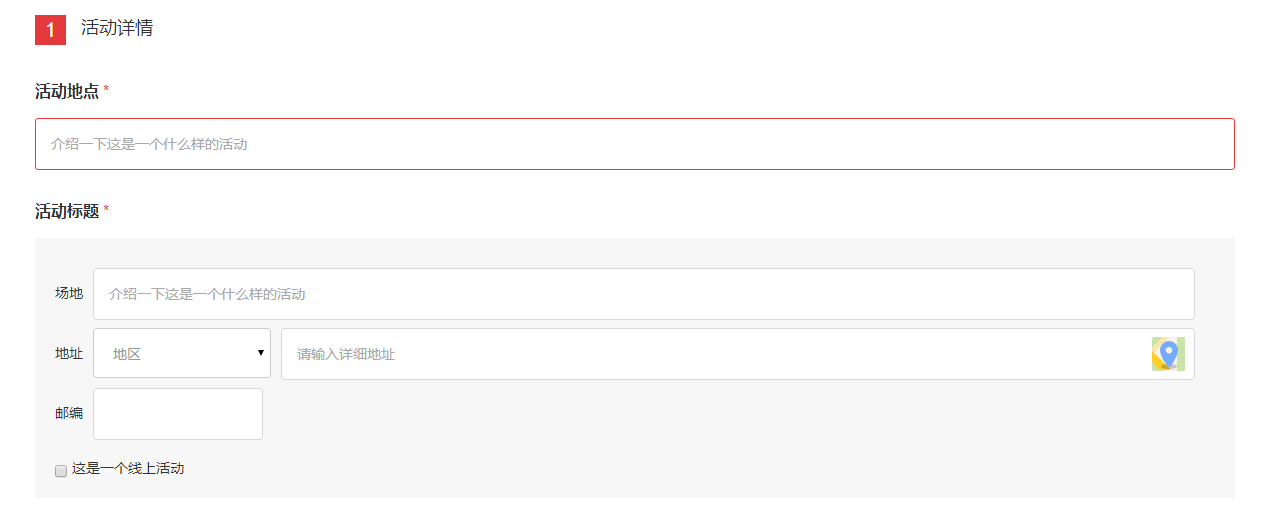 1 活动详情
活动地点 *
介绍一下这是一个什么样的活动
活动标题 *
场地 介绍一下这是一个什么样的活动
地址 地区 请输入详细地址
邮编
这是一个线上活动